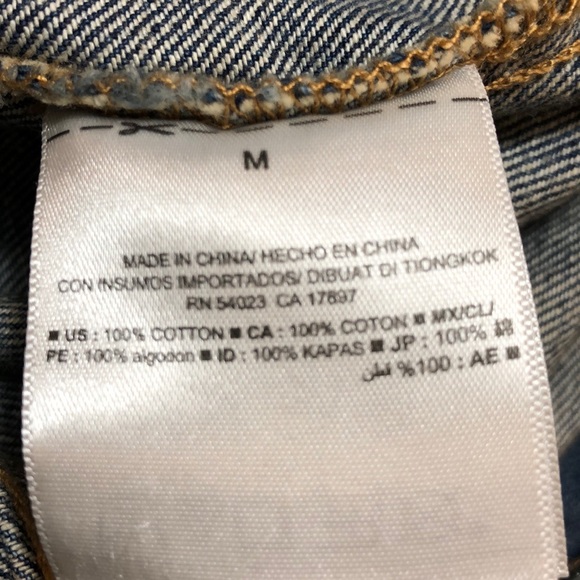 M
MADE IN CHINA/ HECHO EN CHINA
CON INSUMOS IMPORTADOS/ DIBUAT DI TIONGKOK
RN 54023 CA 17897
■ US : 100% COTTON ■ CA : 100% COTON ■ MX/CL/
PE : 100% algodon ■ ID : 100% KAPAS ■ JP : 100% 綿
■ AE : 100% قطن